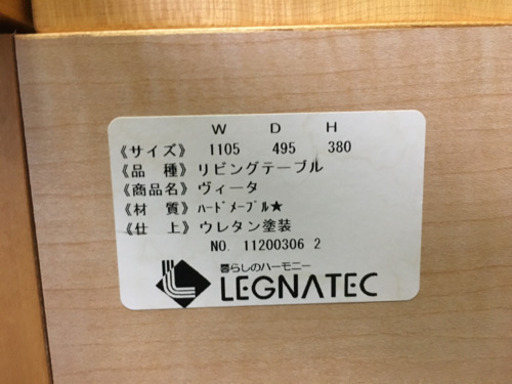 W D H
《サイズ》 1105 495 380
《品 種》リビングテーブル
《商品名》ヴィータ
《材 質》ﾊｰﾄﾞﾒｰﾌﾟﾙ★
《仕 上》ウレタン塗装
NO. 11200306 2
暮らしのハーモニー
LEGNATEC